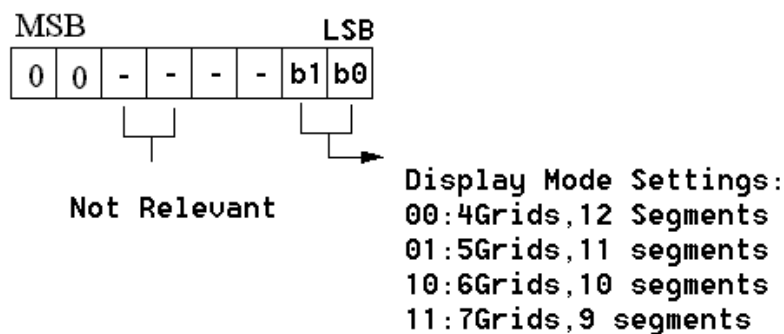 MSB LSB
0 0 - - - - b1 b0
Not Relevant
Display Mode Settings:
00:4Grids,12 Segments
01:5Grids,11 segments
10:6Grids,10 segments
11:7Grids,9 segments